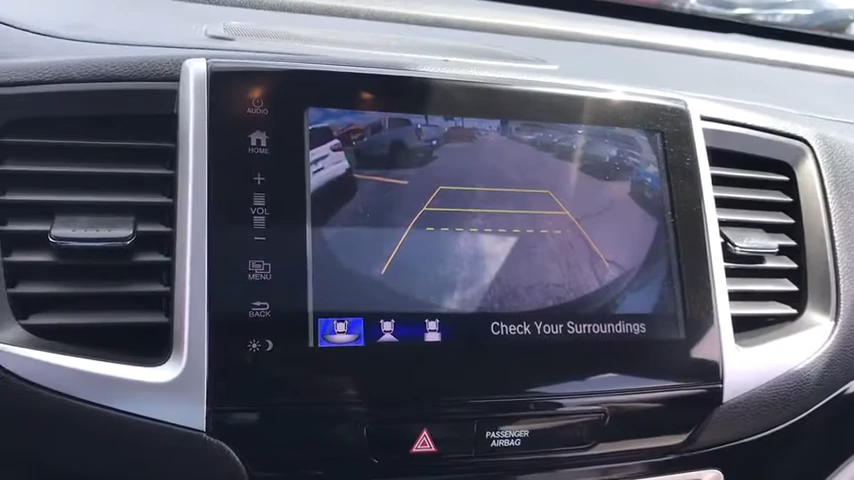 AUDIO
HOME
+
VOL
−
MENU
BACK
Check Your Surroundings
PASSENGER
AIRBAG